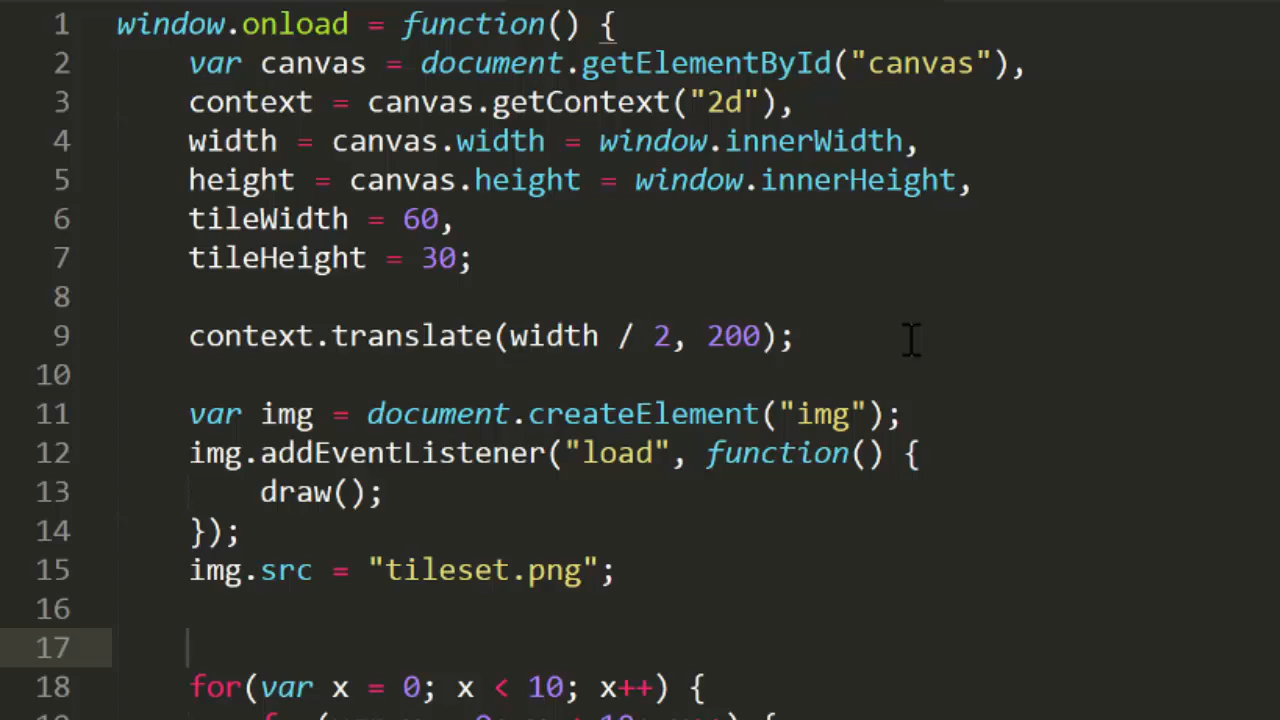 1 window.onload = function() {
2 var canvas = document.getElementById("canvas"),
3 context = canvas.getContext("2d"),
4 width = canvas.width = window.innerWidth,
5 height = canvas.height = window.innerHeight,
6 tileWidth = 60,
7 tileHeight = 30;
8
9 context.translate(width / 2, 200);
10
11 var img = document.createElement("img");
12 img.addEventListener("load", function() {
13 draw();
14 });
15 img.src = "tileset.png";
16
17
18 for(var x = 0; x < 10; x++) {